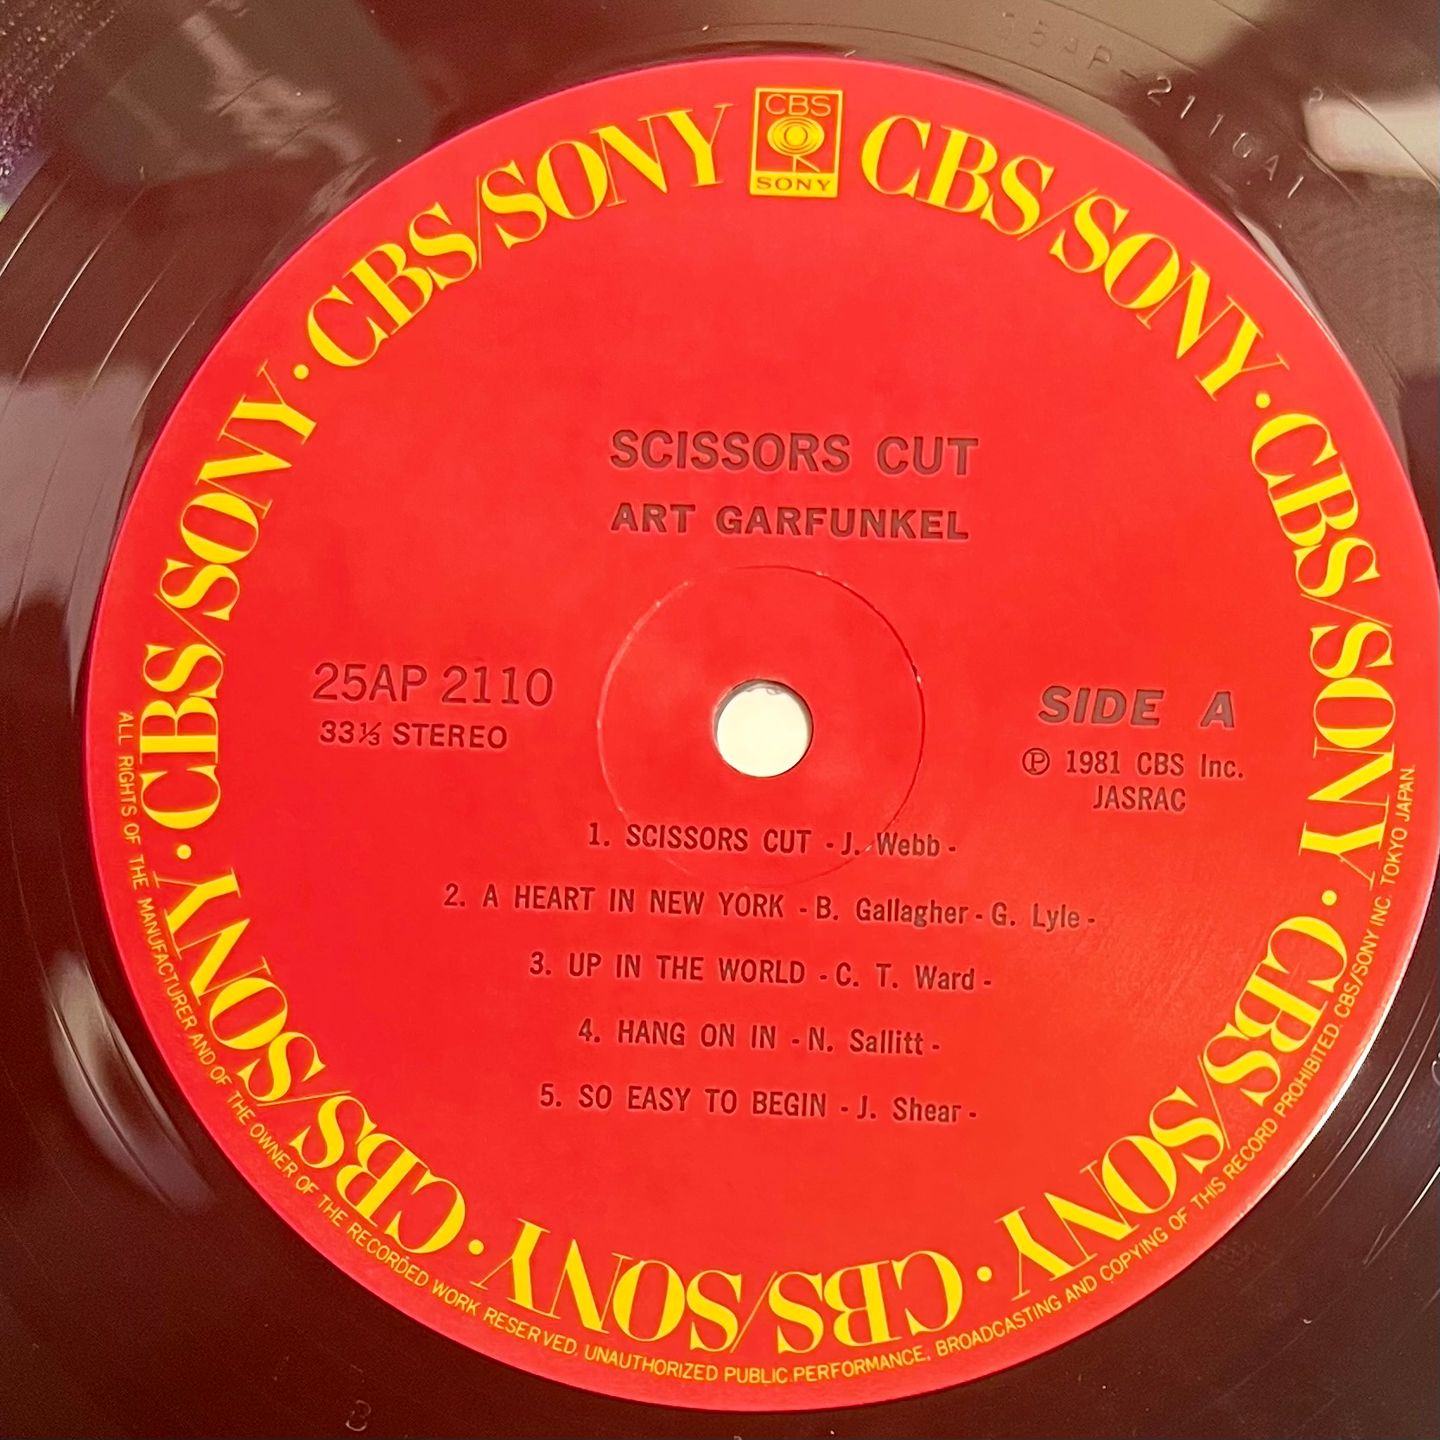 CBS
SONY
CBS/SONY · CBS/SONY · CBS/SONY · CBS/SONY · CBS/SONY · CBS/SONY · CBS/SONY · CBS/SONY
SCISSORS CUT
ART GARFUNKEL
25AP 2110
33⅓ STEREO
SIDE A
Ⓟ 1981 CBS Inc.
JASRAC
1. SCISSORS CUT - J. Webb -
2. A HEART IN NEW YORK - B. Gallagher - G. Lyle -
3. UP IN THE WORLD - C. T. Ward -
4. HANG ON IN - N. Sallitt -
5. SO EASY TO BEGIN - J. Shear -
ALL RIGHTS OF THE MANUFACTURER AND OF THE OWNER OF THE RECORDED WORK RESERVED. UNAUTHORIZED PUBLIC PERFORMANCE, BROADCASTING AND COPYING OF THIS RECORD PROHIBITED. CBS/SONY INC. TOKYO JAPAN.